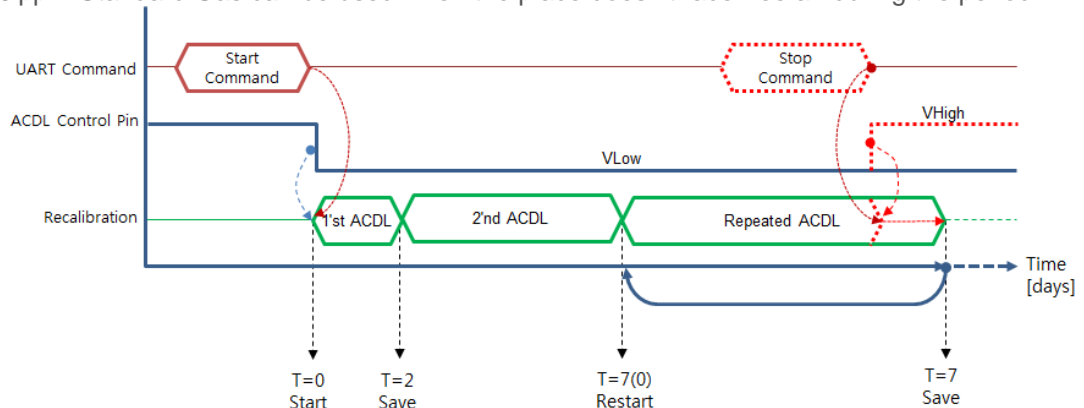 Start
Command
Stop
Command
UART Command
ACDL Control Pin
VHigh
VLow
Recalibration
1'st ACDL
2'nd ACDL
Repeated ACDL
Time
[days]
T=0
Start
T=2
Save
T=7(0)
Restart
T=7
Save